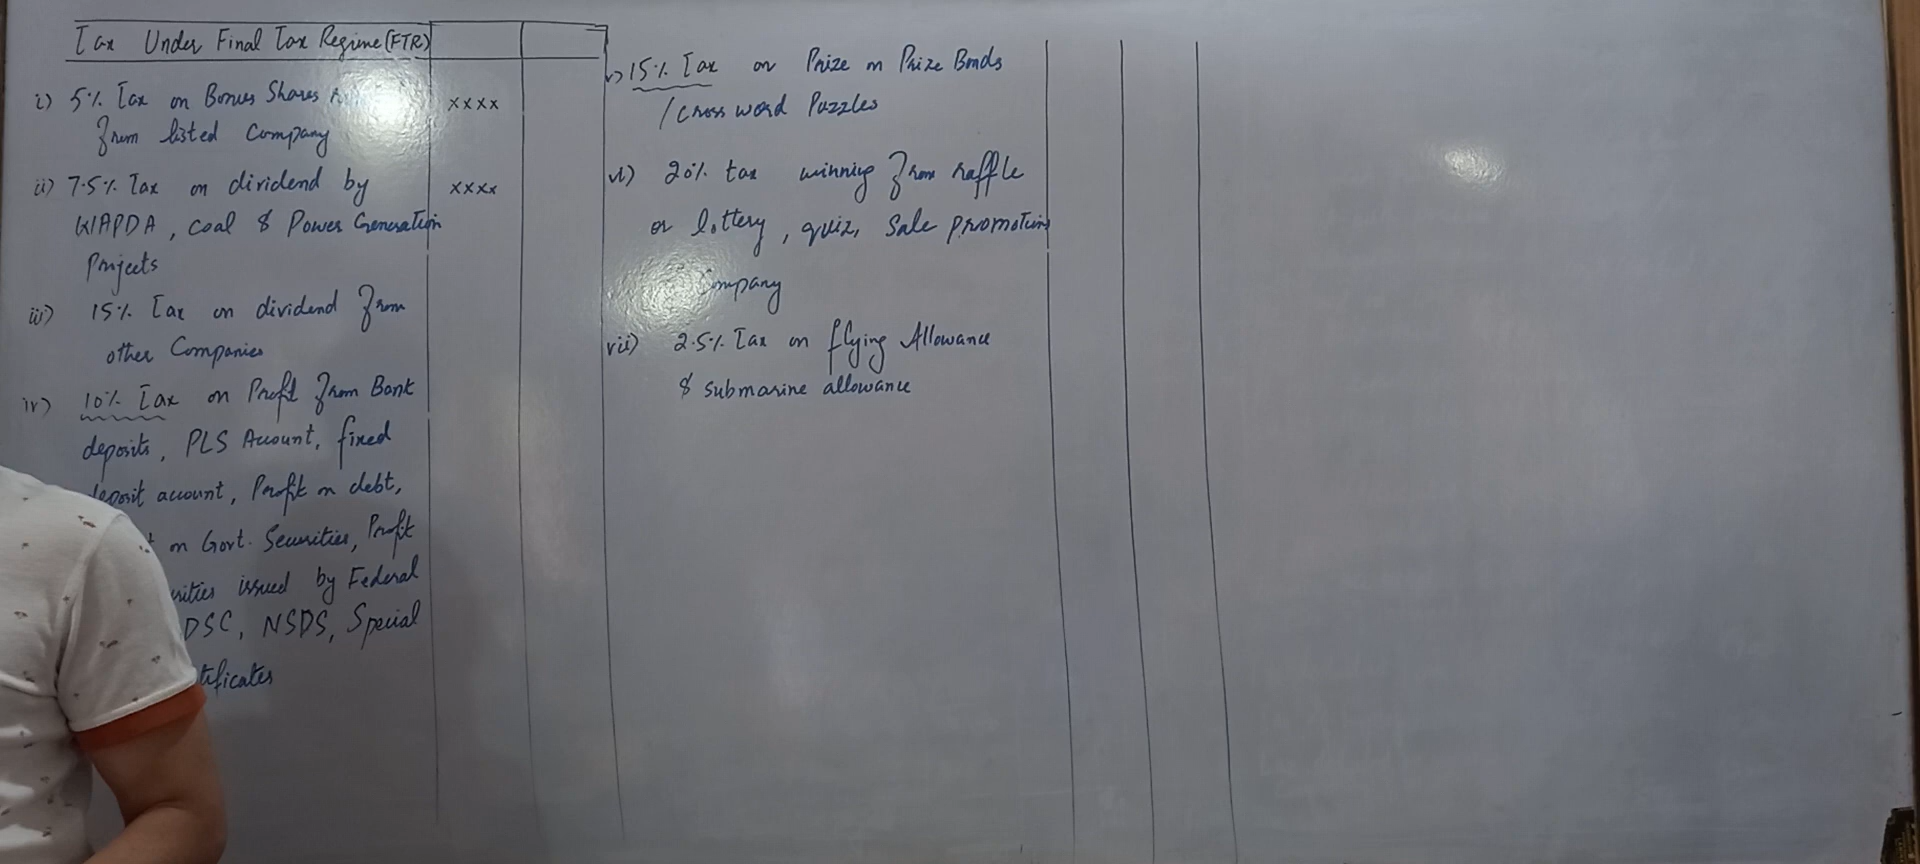 Tax Under Final Tax Regime (FTR)
i) 5% Tax on Bonus Shares
from listed Company
xxxx
ii) 7.5% Tax on dividend by
WAPDA, coal & Power Generation
Projects
xxxx
iii) 15% Tax on dividend from
other Companies
iv) 10% Tax on Profit from Bank
deposits, PLS Account, fixed
deposit account, Profit on debt,
on Govt. Securities, Profit
issued by Federal
DSC, NSDS, Special
v) 15% Tax on Prize on Prize Bonds
/ Cross word Puzzles
vi) 20% tax winning from raffle
or lottery, quiz, Sale promotion
Company
vii) 2.5% Tax on flying Allowance
& submarine allowance